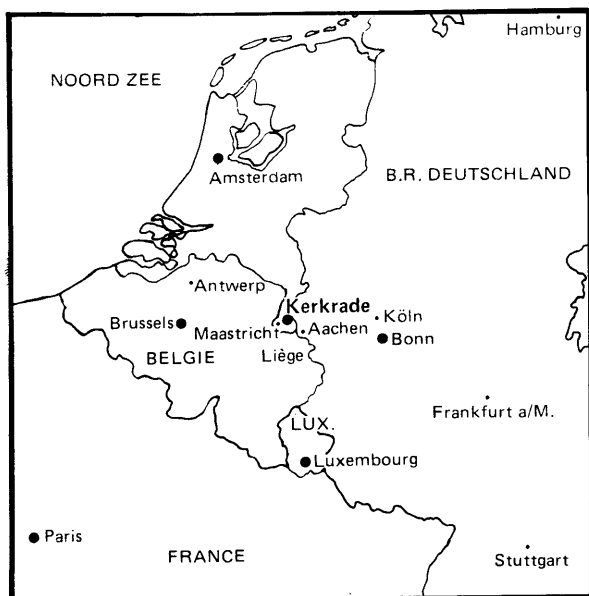 Hamburg
NOORD ZEE
Amsterdam
B.R. DEUTSCHLAND
Antwerp
Kerkrade
Brussels
Maastricht
Aachen
Köln
Bonn
BELGIE
Liège
Frankfurt a/M.
LUX.
Luxembourg
Paris
FRANCE
Stuttgart